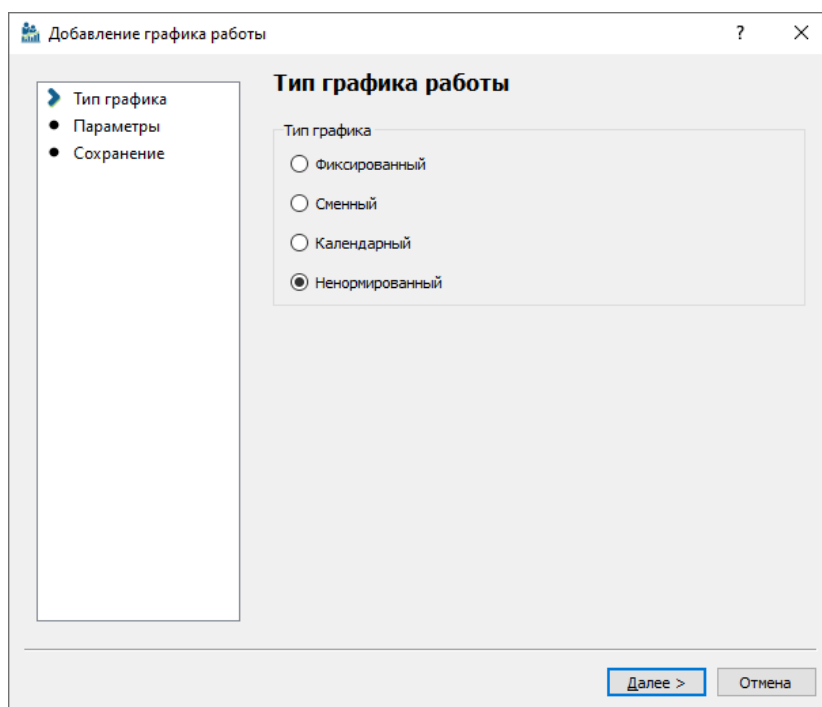 Добавление графика работы
?
Тип графика
Параметры
Сохранение
Тип графика работы
Тип графика
Фиксированный
Сменный
Календарный
Ненормированный
Далее >
Отмена